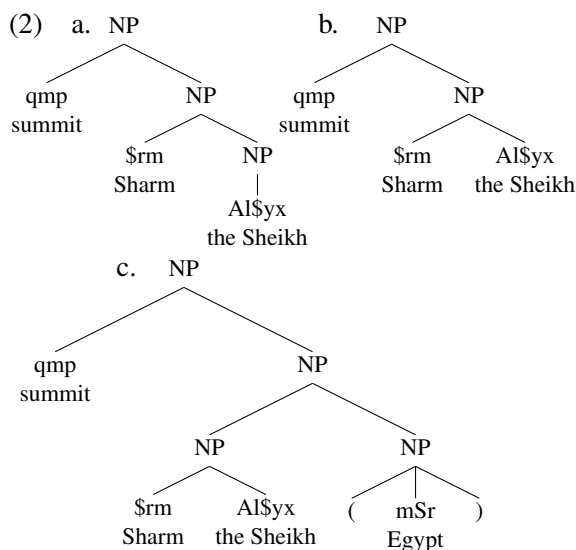 (2) a. NP b. NP
qmp NP qmp NP
summit summit
$rm NP $rm Al$yx
Sharm Sharm the Sheikh
Al$yx
the Sheikh
c. NP
qmp NP
summit
NP NP
$rm Al$yx ( mSr )
Sharm the Sheikh Egypt